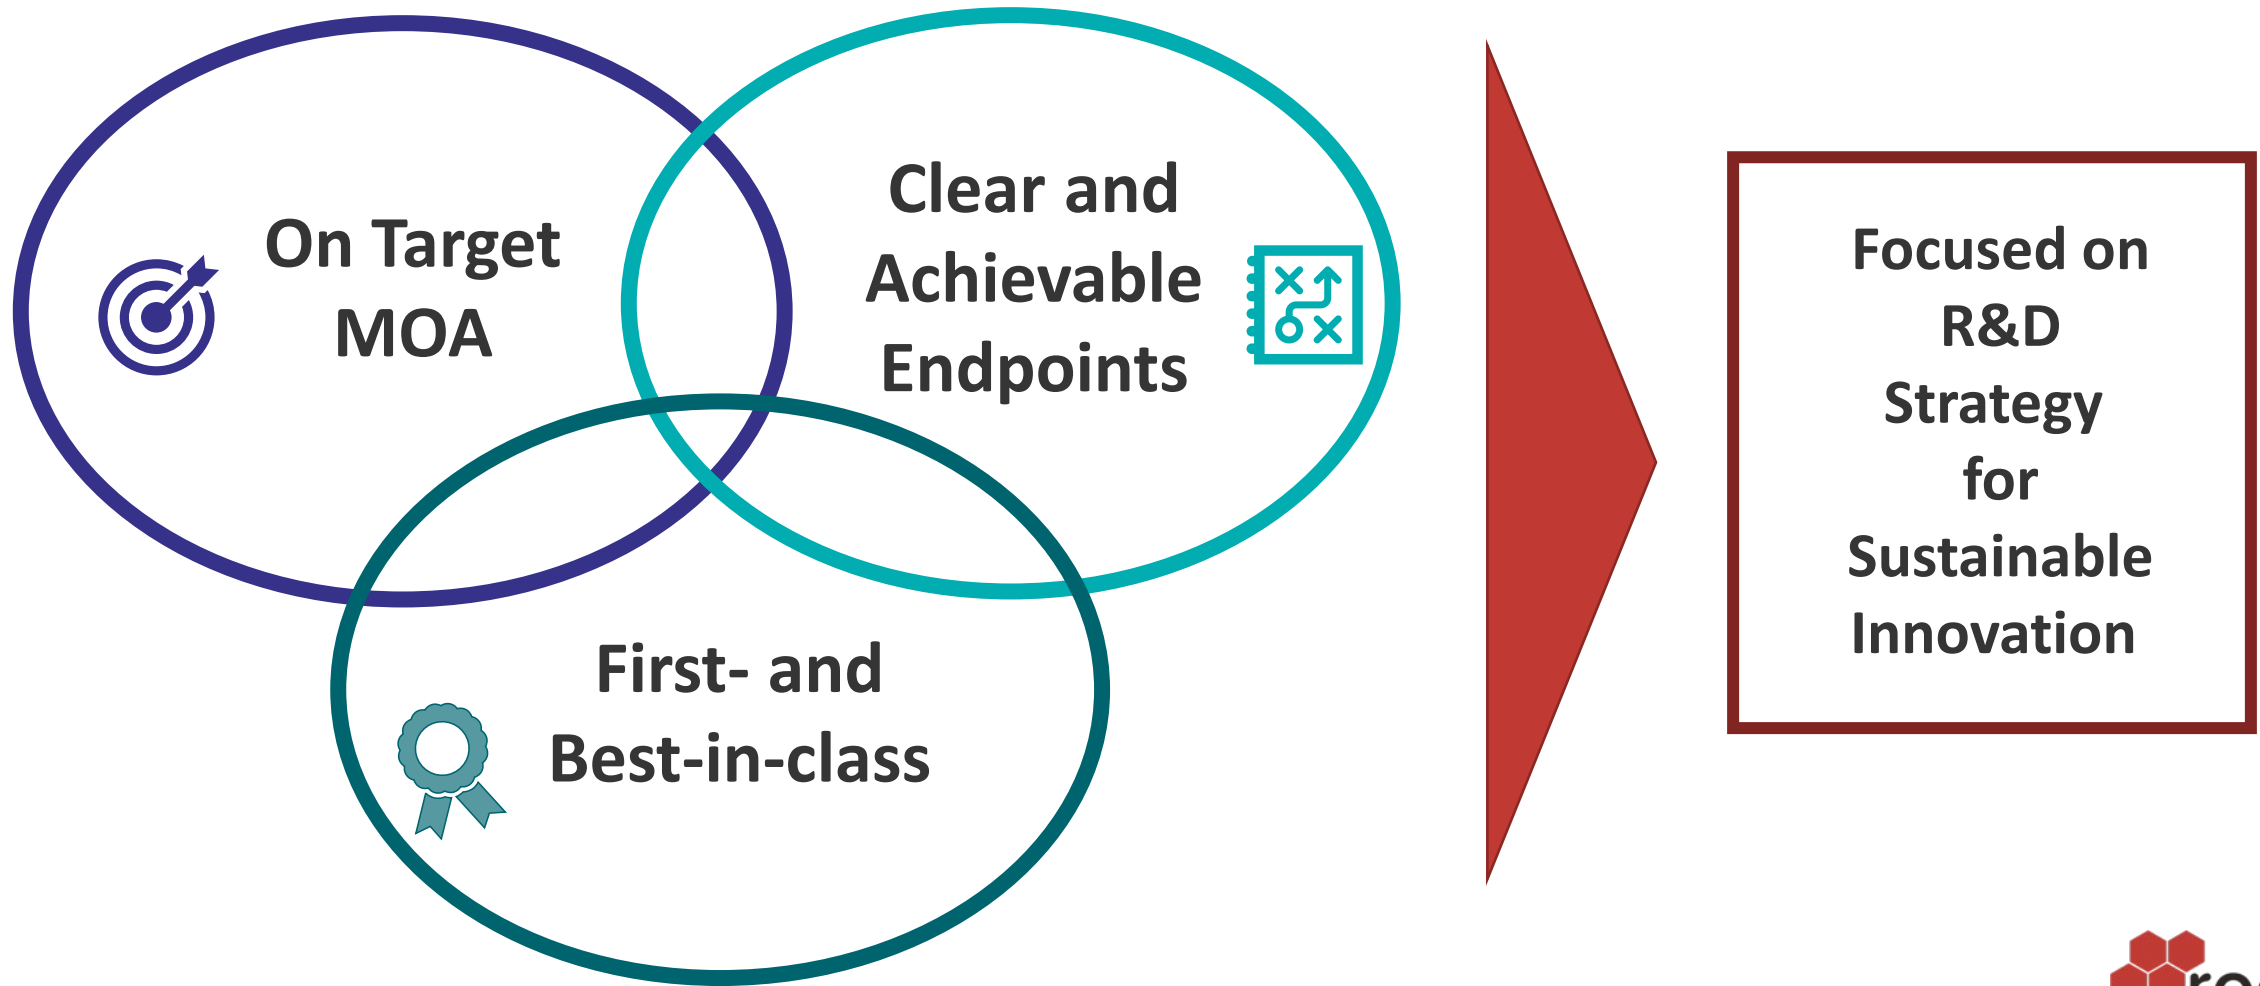 On Target
MOA
Clear and
Achievable
Endpoints
First- and
Best-in-class
Focused on
R&D
Strategy
for
Sustainable
Innovation